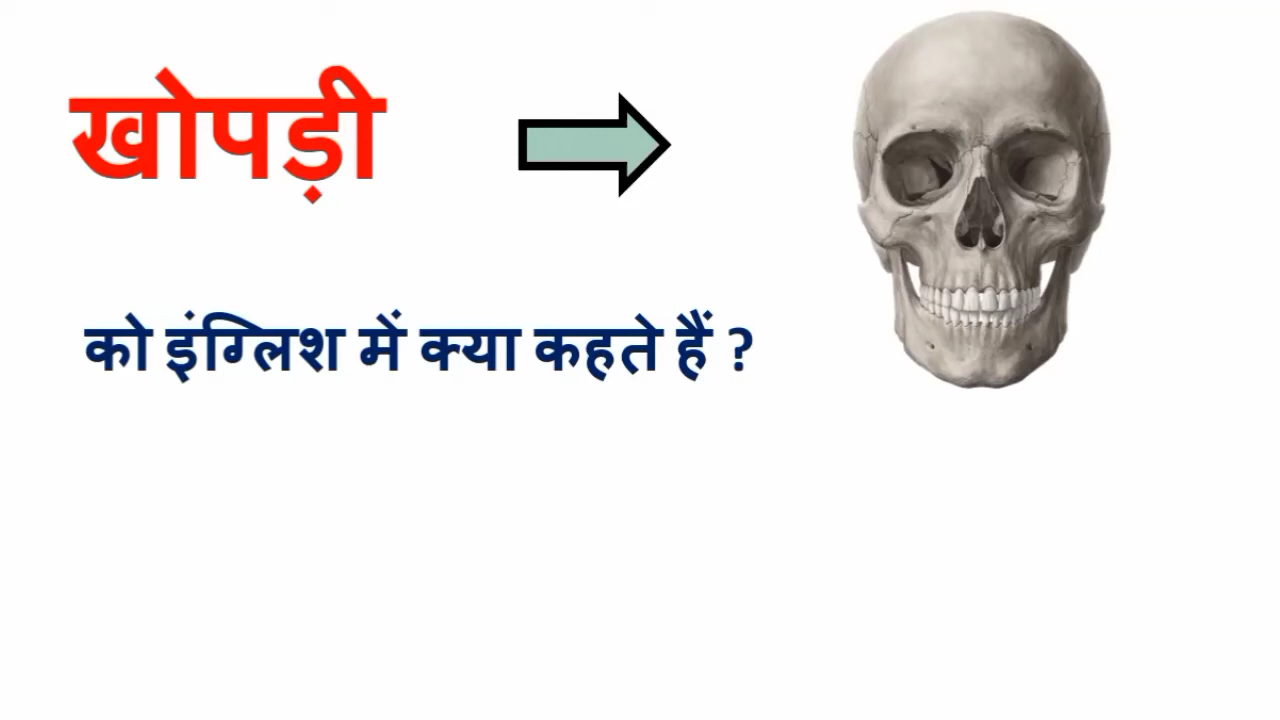 खोपड़ी
को इंग्लिश में क्या कहते हैं ?